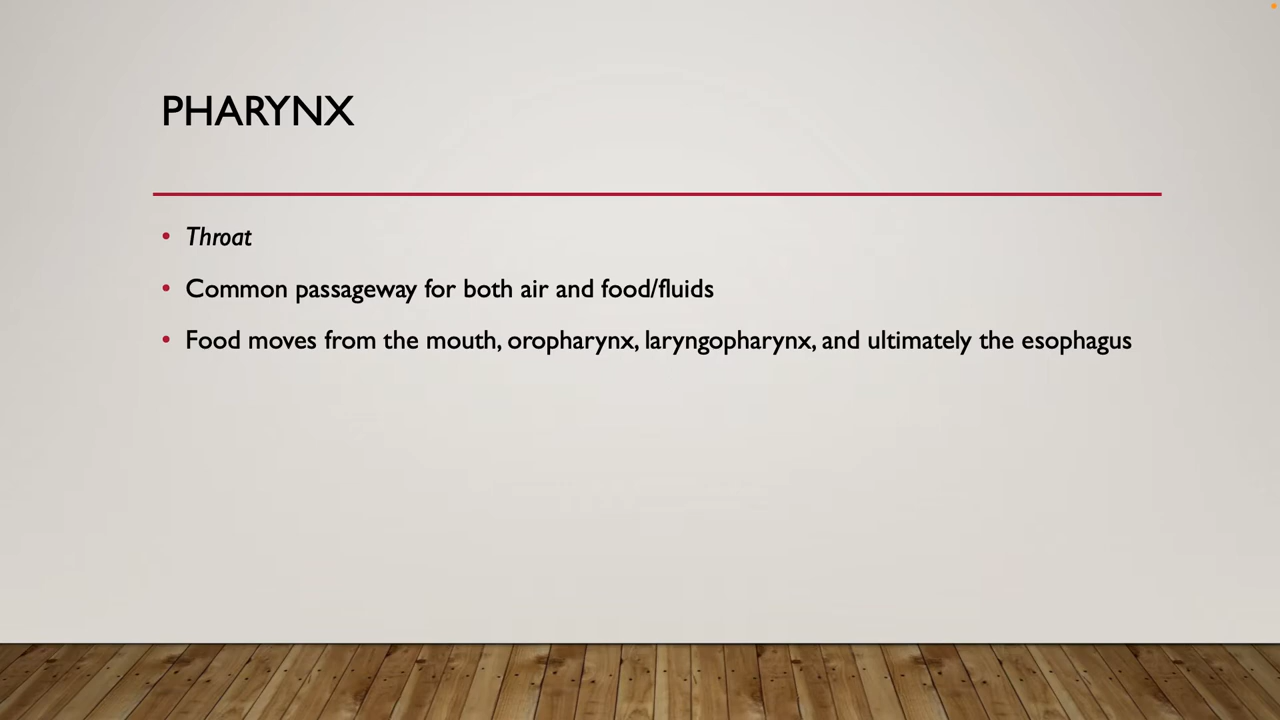 PHARYNX
• Throat
• Common passageway for both air and food/fluids
• Food moves from the mouth, oropharynx, laryngopharynx, and ultimately the esophagus